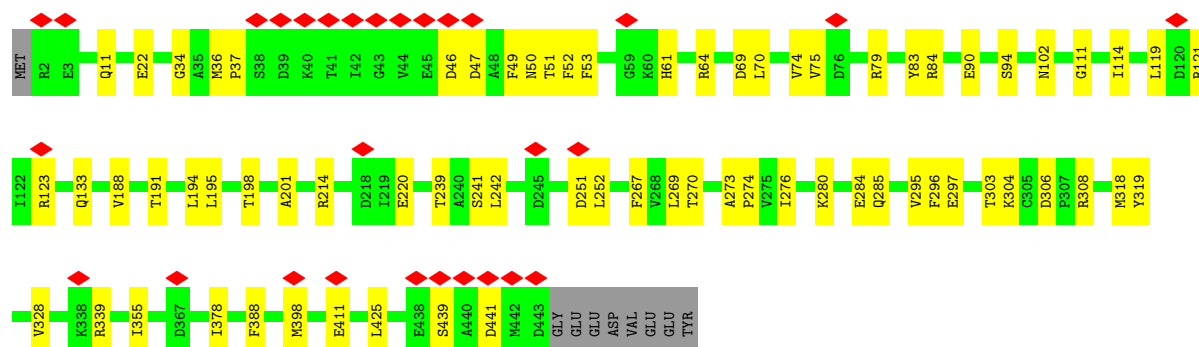 MET R2 E3 Q11 E22 G34 A35 M36 P37 S38 D39 K40 T41 I42 G43 V44 E45 D46 D47 A48 F49 N50 T51 F52 F53 G59 K60 H61 R64 D69 L70 V74 V75 D76 R79 Y83 R84 E90 S94 N102 G111 I114 L119 D120 R121
I122 R123 Q133 V188 T191 L194 L195 T198 A201 R214 D218 I219 E220 T239 A240 S241 L242 D245 D251 L252 F267 V268 L269 T270 A273 P274 V275 I276 K280 E284 Q285 V295 F296 E297 T303 K304 C305 D306 P307 R308 M318 Y319
V328 K338 R339 I355 D367 I378 F388 M398 E411 L425 E438 S439 A440 D441 M442 D443 GLY GLU GLU ASP VAL GLU GLU TYR